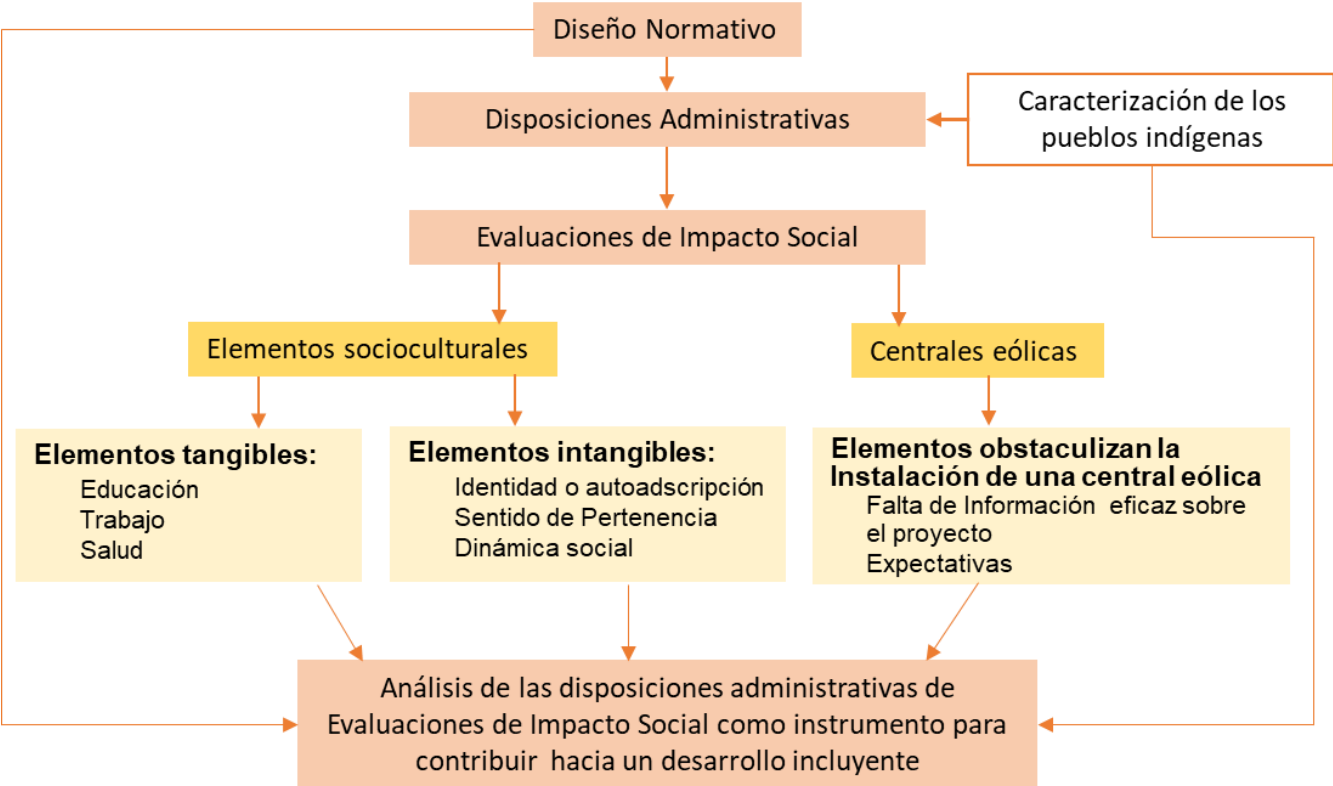 Diseño Normativo
Disposiciones Administrativas
Caracterización de los
pueblos indígenas
Evaluaciones de Impacto Social
Elementos socioculturales
Centrales eólicas
Elementos tangibles:
Educación
Trabajo
Salud
Elementos intangibles:
Identidad o autoadscripción
Sentido de Pertenencia
Dinámica social
Elementos obstaculizan la
Instalación de una central eólica
Falta de Información eficaz sobre
el proyecto
Expectativas
Análisis de las disposiciones administrativas de
Evaluaciones de Impacto Social como instrumento para
contribuir hacia un desarrollo incluyente